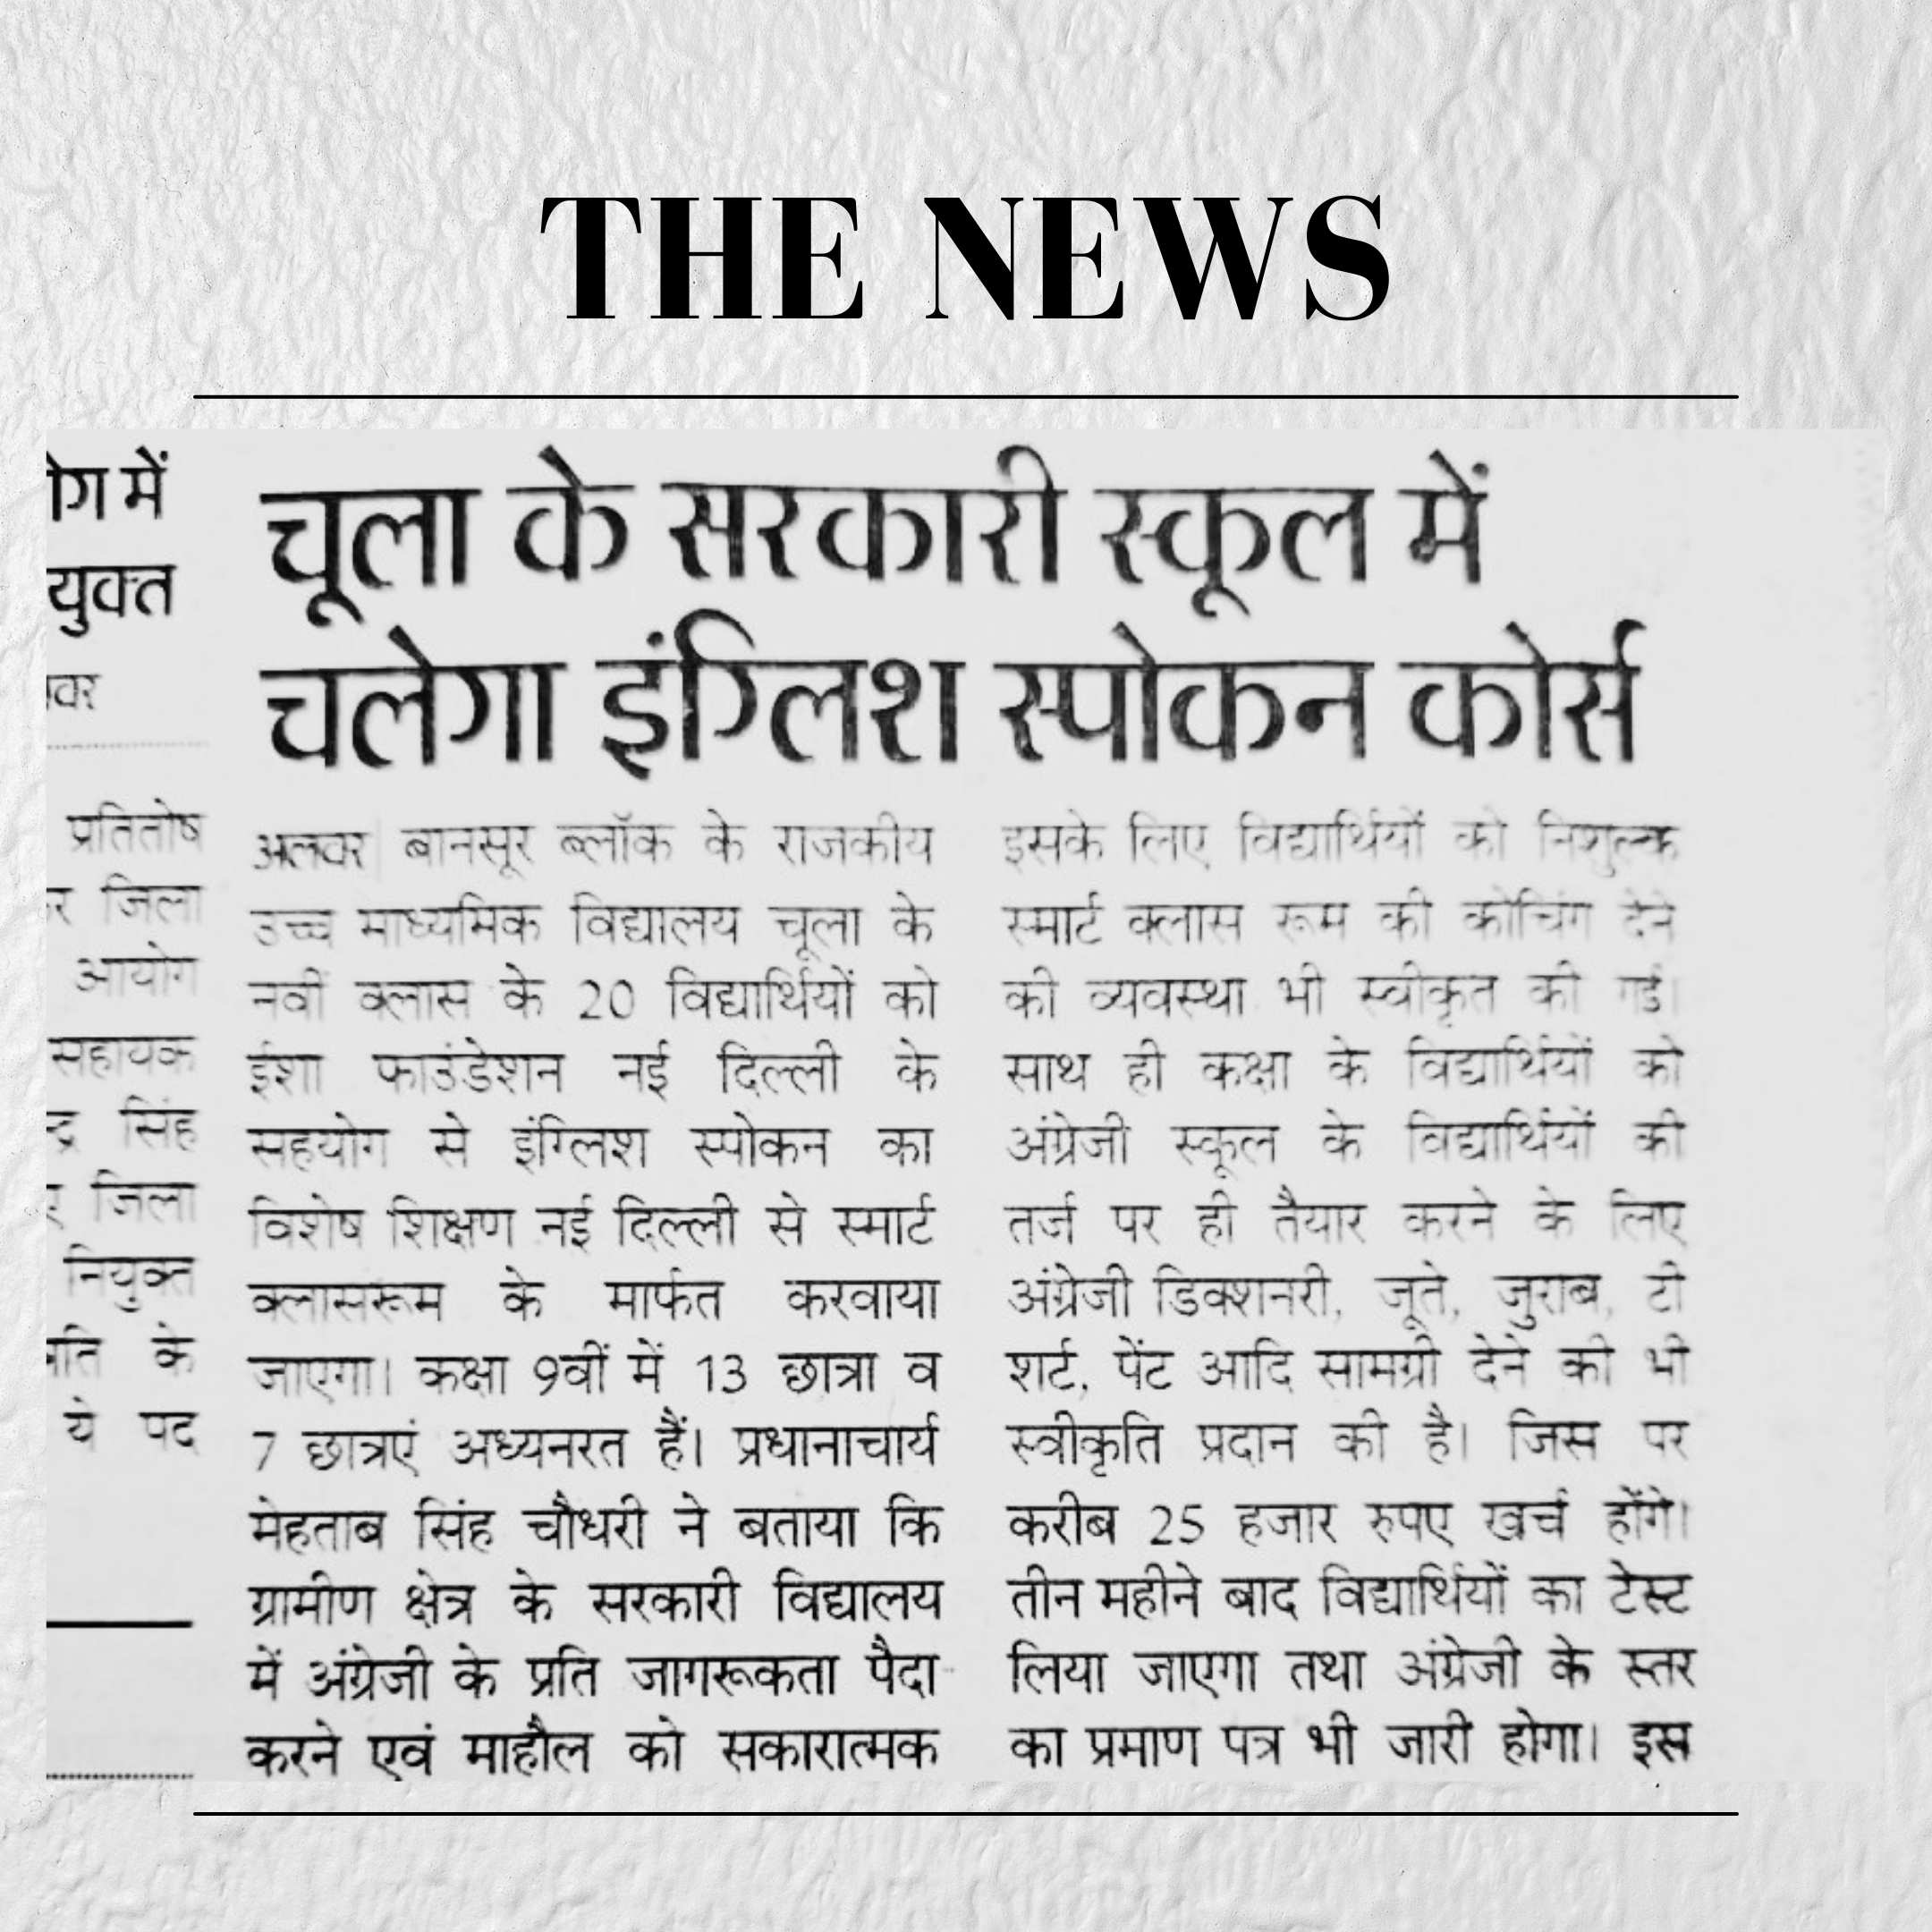 THE NEWS
ोग में
युक्त
वर
प्रतितोष
र जिला
आयोग
सहायक
न्द्र सिंह
जिला
नियुक्त
के
ये पद
चूला के सरकारी स्कूल में
चलेगा इंग्लिश स्पोकन कोर्स
अलवर बानसूर ब्लॉक के राजकीय
उच्च माध्यमिक विद्यालय चूला के
नवीं क्लास के 20 विद्यार्थियों को
ईशा फाउंडेशन नई दिल्ली के
सहयोग से इंग्लिश स्पोकन का
विशेष शिक्षण नई दिल्ली से स्मार्ट
क्लासरूम के मार्फत करवाया
जाएगा। कक्षा 9वीं में 13 छात्रा व
7 छात्रएं अध्यनरत हैं। प्रधानाचार्य
मेहताब सिंह चौधरी ने बताया कि
ग्रामीण क्षेत्र के सरकारी विद्यालय
में अंग्रेजी के प्रति जागरूकता पैदा
करने एवं माहौल को सकारात्मक
इसके लिए विद्यार्थियों को निशुल्क
स्मार्ट क्लास रूम की कोचिंग देने
की व्यवस्था भी स्वीकृत की गई।
साथ ही कक्षा के विद्यार्थियों को
अंग्रेजी स्कूल के विद्यार्थियों की
तर्ज पर ही तैयार करने के लिए
अंग्रेजी डिक्शनरी, जूते, जुराब, टी
शर्ट, पेंट आदि सामग्री देने की भी
स्वीकृति प्रदान की है। जिस पर
करीब 25 हजार रुपए खर्च होंगे।
तीन महीने बाद विद्यार्थियों का टेस्ट
लिया जाएगा तथा अंग्रेजी के स्तर
का प्रमाण पत्र भी जारी होगा। इस